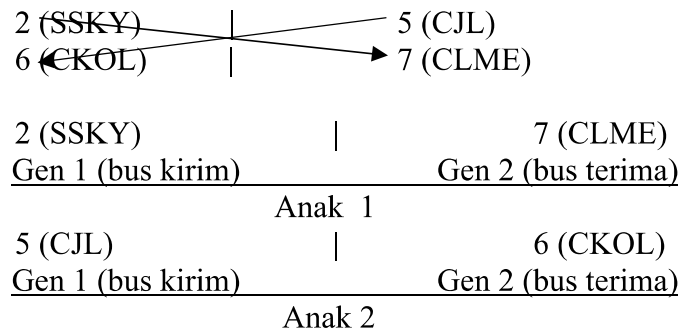 2 (SSKY) | 5 (CJL)
6 (CKOL) | 7 (CLME)
2 (SSKY) | 7 (CLME)
Gen 1 (bus kirim) Gen 2 (bus terima)
Anak 1
5 (CJL) | 6 (CKOL)
Gen 1 (bus kirim) Gen 2 (bus terima)
Anak 2